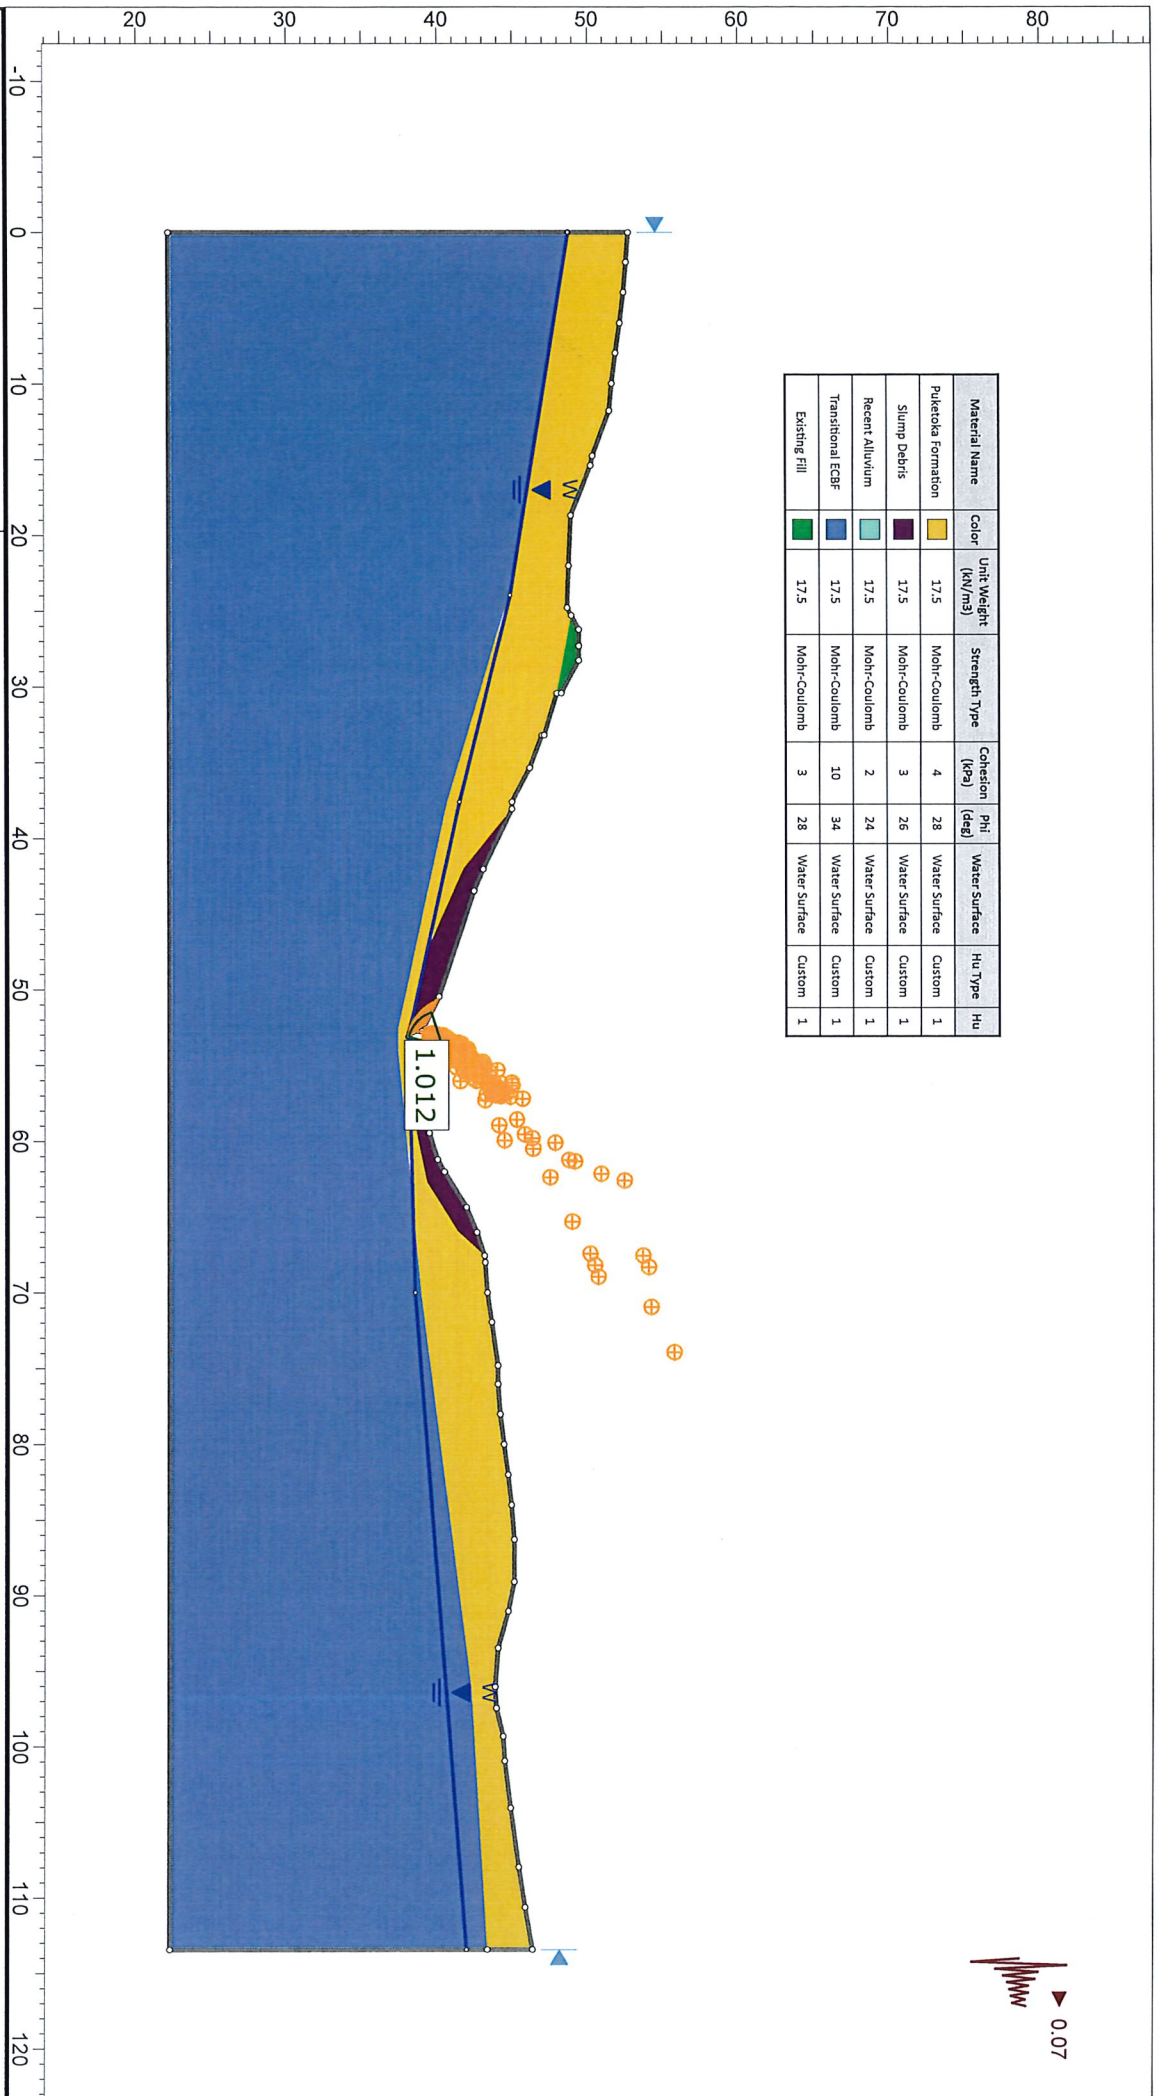 Material Name Color Unit Weight (kN/m3) Strength Type Cohesion (kPa) Phi (deg) Water Surface Hu Type Hu
Puketoka Formation 17.5 Mohr-Coulomb 4 28 Water Surface Custom 1
Slump Debris 17.5 Mohr-Coulomb 3 26 Water Surface Custom 1
Recent Alluvium 17.5 Mohr-Coulomb 2 24 Water Surface Custom 1
Transitional ECBF 17.5 Mohr-Coulomb 10 34 Water Surface Custom 1
Existing Fill 17.5 Mohr-Coulomb 3 28 Water Surface Custom 1
0.07
80
70
60
50
40
30
20
W
W
1.012
-10 0 10 20 30 40 50 60 70 80 90 100 110 120